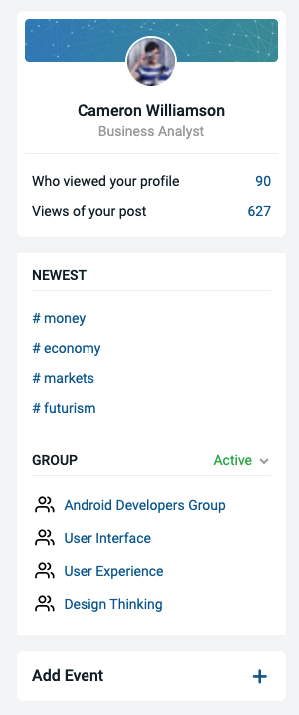 Cameron Williamson
Business Analyst
Who viewed your profile 90
Views of your post 627
NEWEST
# money
# economy
# markets
# futurism
GROUP Active
Android Developers Group
User Interface
User Experience
Design Thinking
Add Event